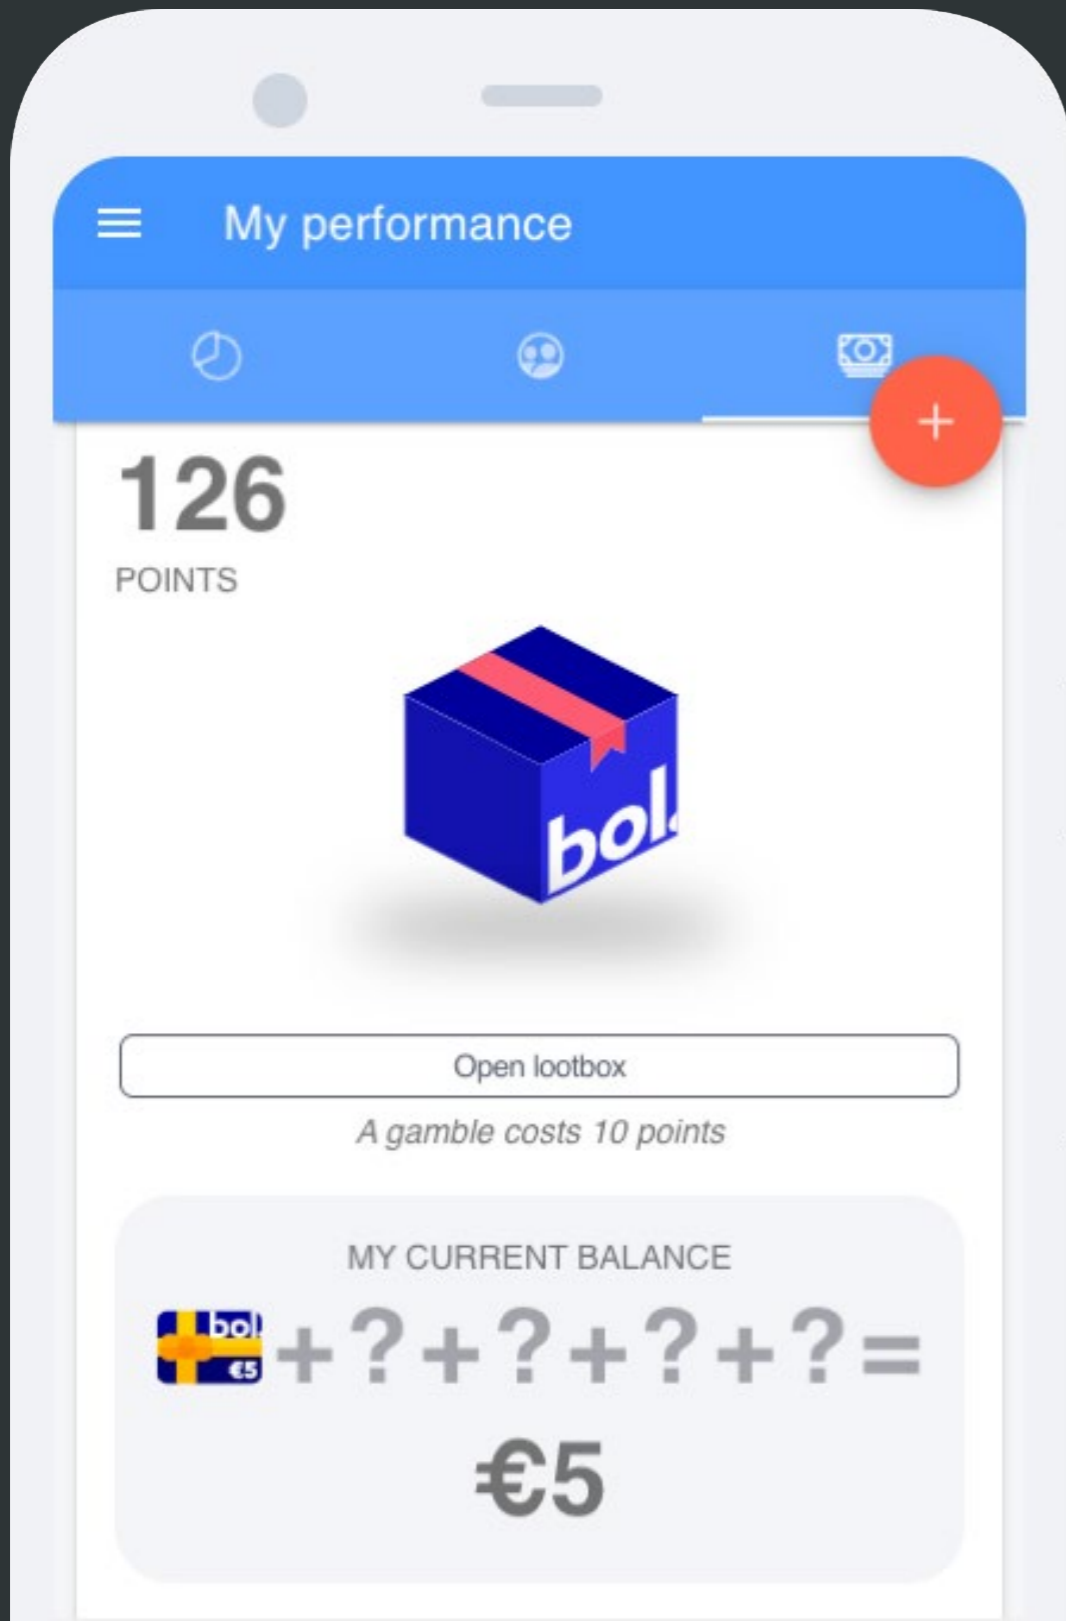 My performance
126
POINTS
bol.
Open lootbox
A gamble costs 10 points
MY CURRENT BALANCE
bol.
€5
+?+?+?+?=
€5